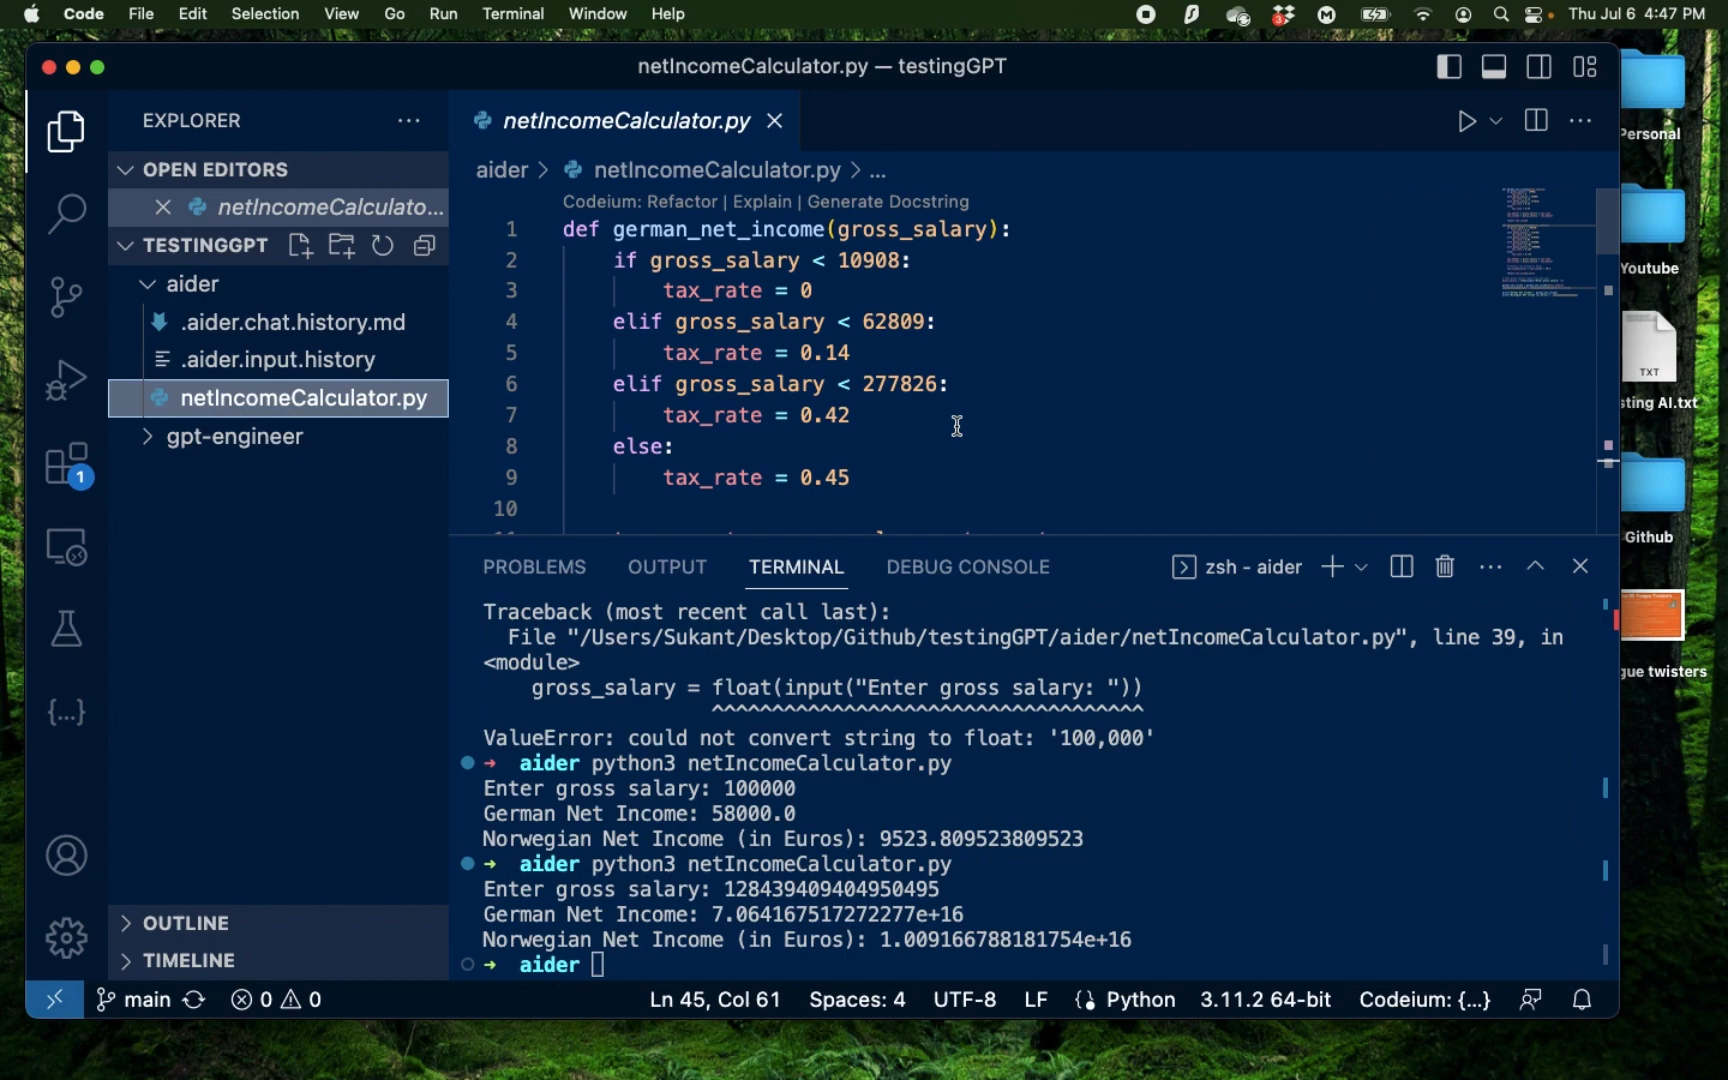 Code File Edit Selection View Go Run Terminal Window Help
3
Thu Jul 6 4:47 PM
netIncomeCalculator.py — testingGPT
EXPLORER
OPEN EDITORS
netIncomeCalculato...
TESTINGGPT
aider
.aider.chat.history.md
.aider.input.history
netIncomeCalculator.py
gpt-engineer
1
OUTLINE
TIMELINE
netIncomeCalculator.py
aider > netIncomeCalculator.py > ...
Codeium: Refactor | Explain | Generate Docstring
1 def german_net_income(gross_salary):
2 if gross_salary < 10908:
3 tax_rate = 0
4 elif gross_salary < 62809:
5 tax_rate = 0.14
6 elif gross_salary < 277826:
7 tax_rate = 0.42
8 else:
9 tax_rate = 0.45
10
PROBLEMS OUTPUT TERMINAL DEBUG CONSOLE
zsh - aider
Traceback (most recent call last):
File "/Users/Sukant/Desktop/Github/testingGPT/aider/netIncomeCalculator.py", line 39, in
<module>
gross_salary = float(input("Enter gross salary: "))
^^^^^^^^^^^^^^^^^^^^^^^^^^^^^^^^^^^^
ValueError: could not convert string to float: '100,000'
→ aider python3 netIncomeCalculator.py
Enter gross salary: 100000
German Net Income: 58000.0
Norwegian Net Income (in Euros): 9523.809523809523
→ aider python3 netIncomeCalculator.py
Enter gross salary: 128439409404950495
German Net Income: 7.064167517272277e+16
Norwegian Net Income (in Euros): 1.009166788181754e+16
→ aider
main 0 0 Ln 45, Col 61 Spaces: 4 UTF-8 LF Python 3.11.2 64-bit Codeium: {...}
Personal
Youtube
TXT
sting AI.txt
Github
gue twisters